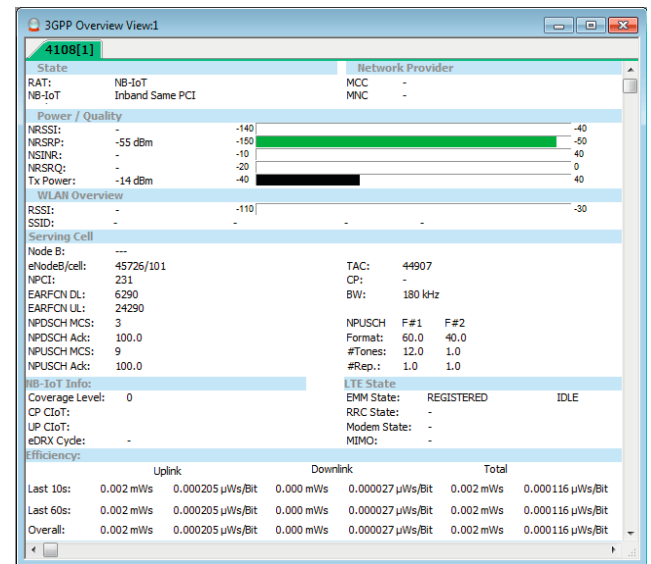 3GPP Overview View:1
4108[1]
State Network Provider
RAT: NB-IoT MCC -
NB-IoT Inband Same PCI MNC -
Power / Quality
NRSSI: - -140 -40
NRSRP: -55 dBm -150 -50
NSINR: - -10 40
NRSRQ: - -20 0
Tx Power: -14 dBm -40 40
WLAN Overview
RSSI: - -110 -30
SSID: - - - -
Serving Cell
Node B: ---
eNodeB/cell: 45726/101 TAC: 44907
NPCI: 231 CP: -
EARFCN DL: 6290 BW: 180 kHz
EARFCN UL: 24290
NPDSCH MCS: 3 NPUSCH F#1 F#2
NPDSCH Ack: 100.0 Format: 60.0 40.0
NPUSCH MCS: 9 #Tones: 12.0 1.0
NPUSCH Ack: 100.0 #Rep.: 1.0 1.0
NB-IoT Info: LTE State
Coverage Level: 0 EMM State: REGISTERED IDLE
CP CIoT: RRC State: -
UP CIoT: Modem State: -
eDRX Cycle: - MIMO: -
Efficiency:
Uplink Downlink Total
Last 10s: 0.002 mWs 0.000205 µWs/Bit 0.000 mWs 0.000027 µWs/Bit 0.002 mWs 0.000116 µWs/Bit
Last 60s: 0.002 mWs 0.000205 µWs/Bit 0.000 mWs 0.000027 µWs/Bit 0.002 mWs 0.000116 µWs/Bit
Overall: 0.002 mWs 0.000205 µWs/Bit 0.000 mWs 0.000027 µWs/Bit 0.002 mWs 0.000116 µWs/Bit